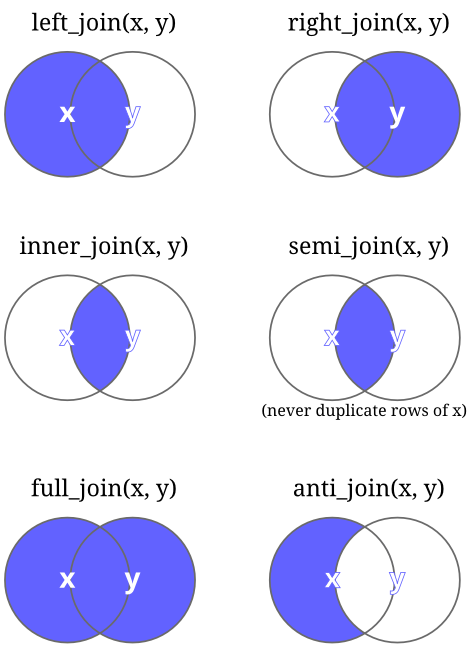 left_join(x, y)
x y
right_join(x, y)
x y
inner_join(x, y)
x y
semi_join(x, y)
x y
(never duplicate rows of x)
full_join(x, y)
x y
anti_join(x, y)
x y